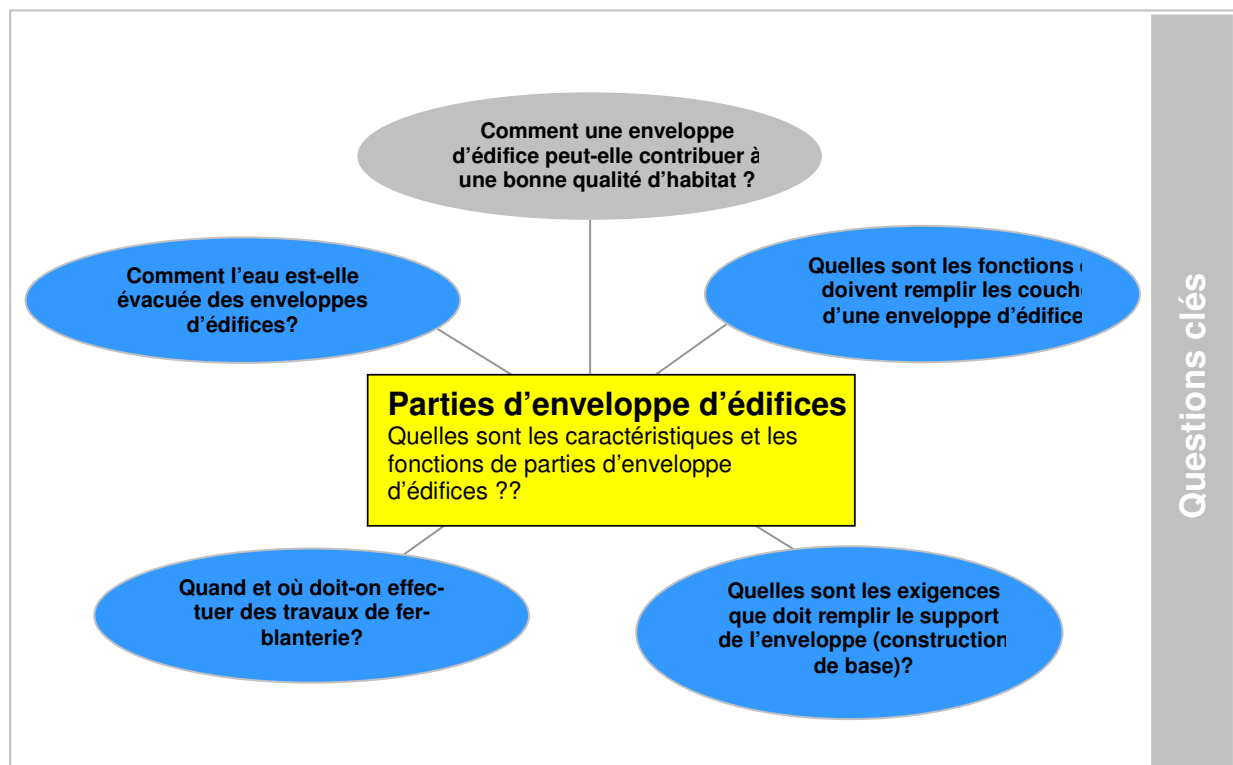 Comment une enveloppe
d'édifice peut-elle contribuer à
une bonne qualité d'habitat ?
Comment l'eau est-elle
évacuée des enveloppes
d'édifices?
Quelles sont les fonctions
doivent remplir les couch
d'une enveloppe d'édifice
Parties d'enveloppe d'édifices
Quelles sont les caractéristiques et les
fonctions de parties d'enveloppe
d'édifices ??
Quand et où doit-on effec-
tuer des travaux de fer-
blanterie?
Quelles sont les exigences
que doit remplir le support
de l'enveloppe (construction
de base)?
Questions clés